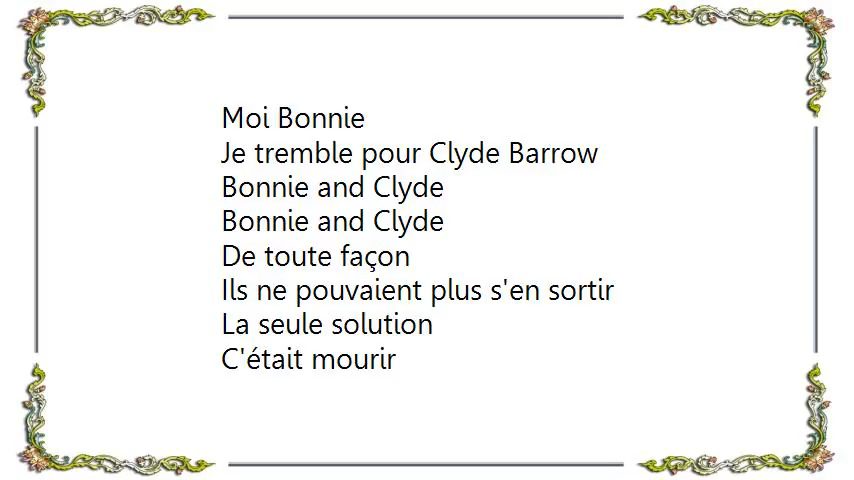 Moi Bonnie
Je tremble pour Clyde Barrow
Bonnie and Clyde
Bonnie and Clyde
De toute façon
Ils ne pouvaient plus s'en sortir
La seule solution
C'était mourir